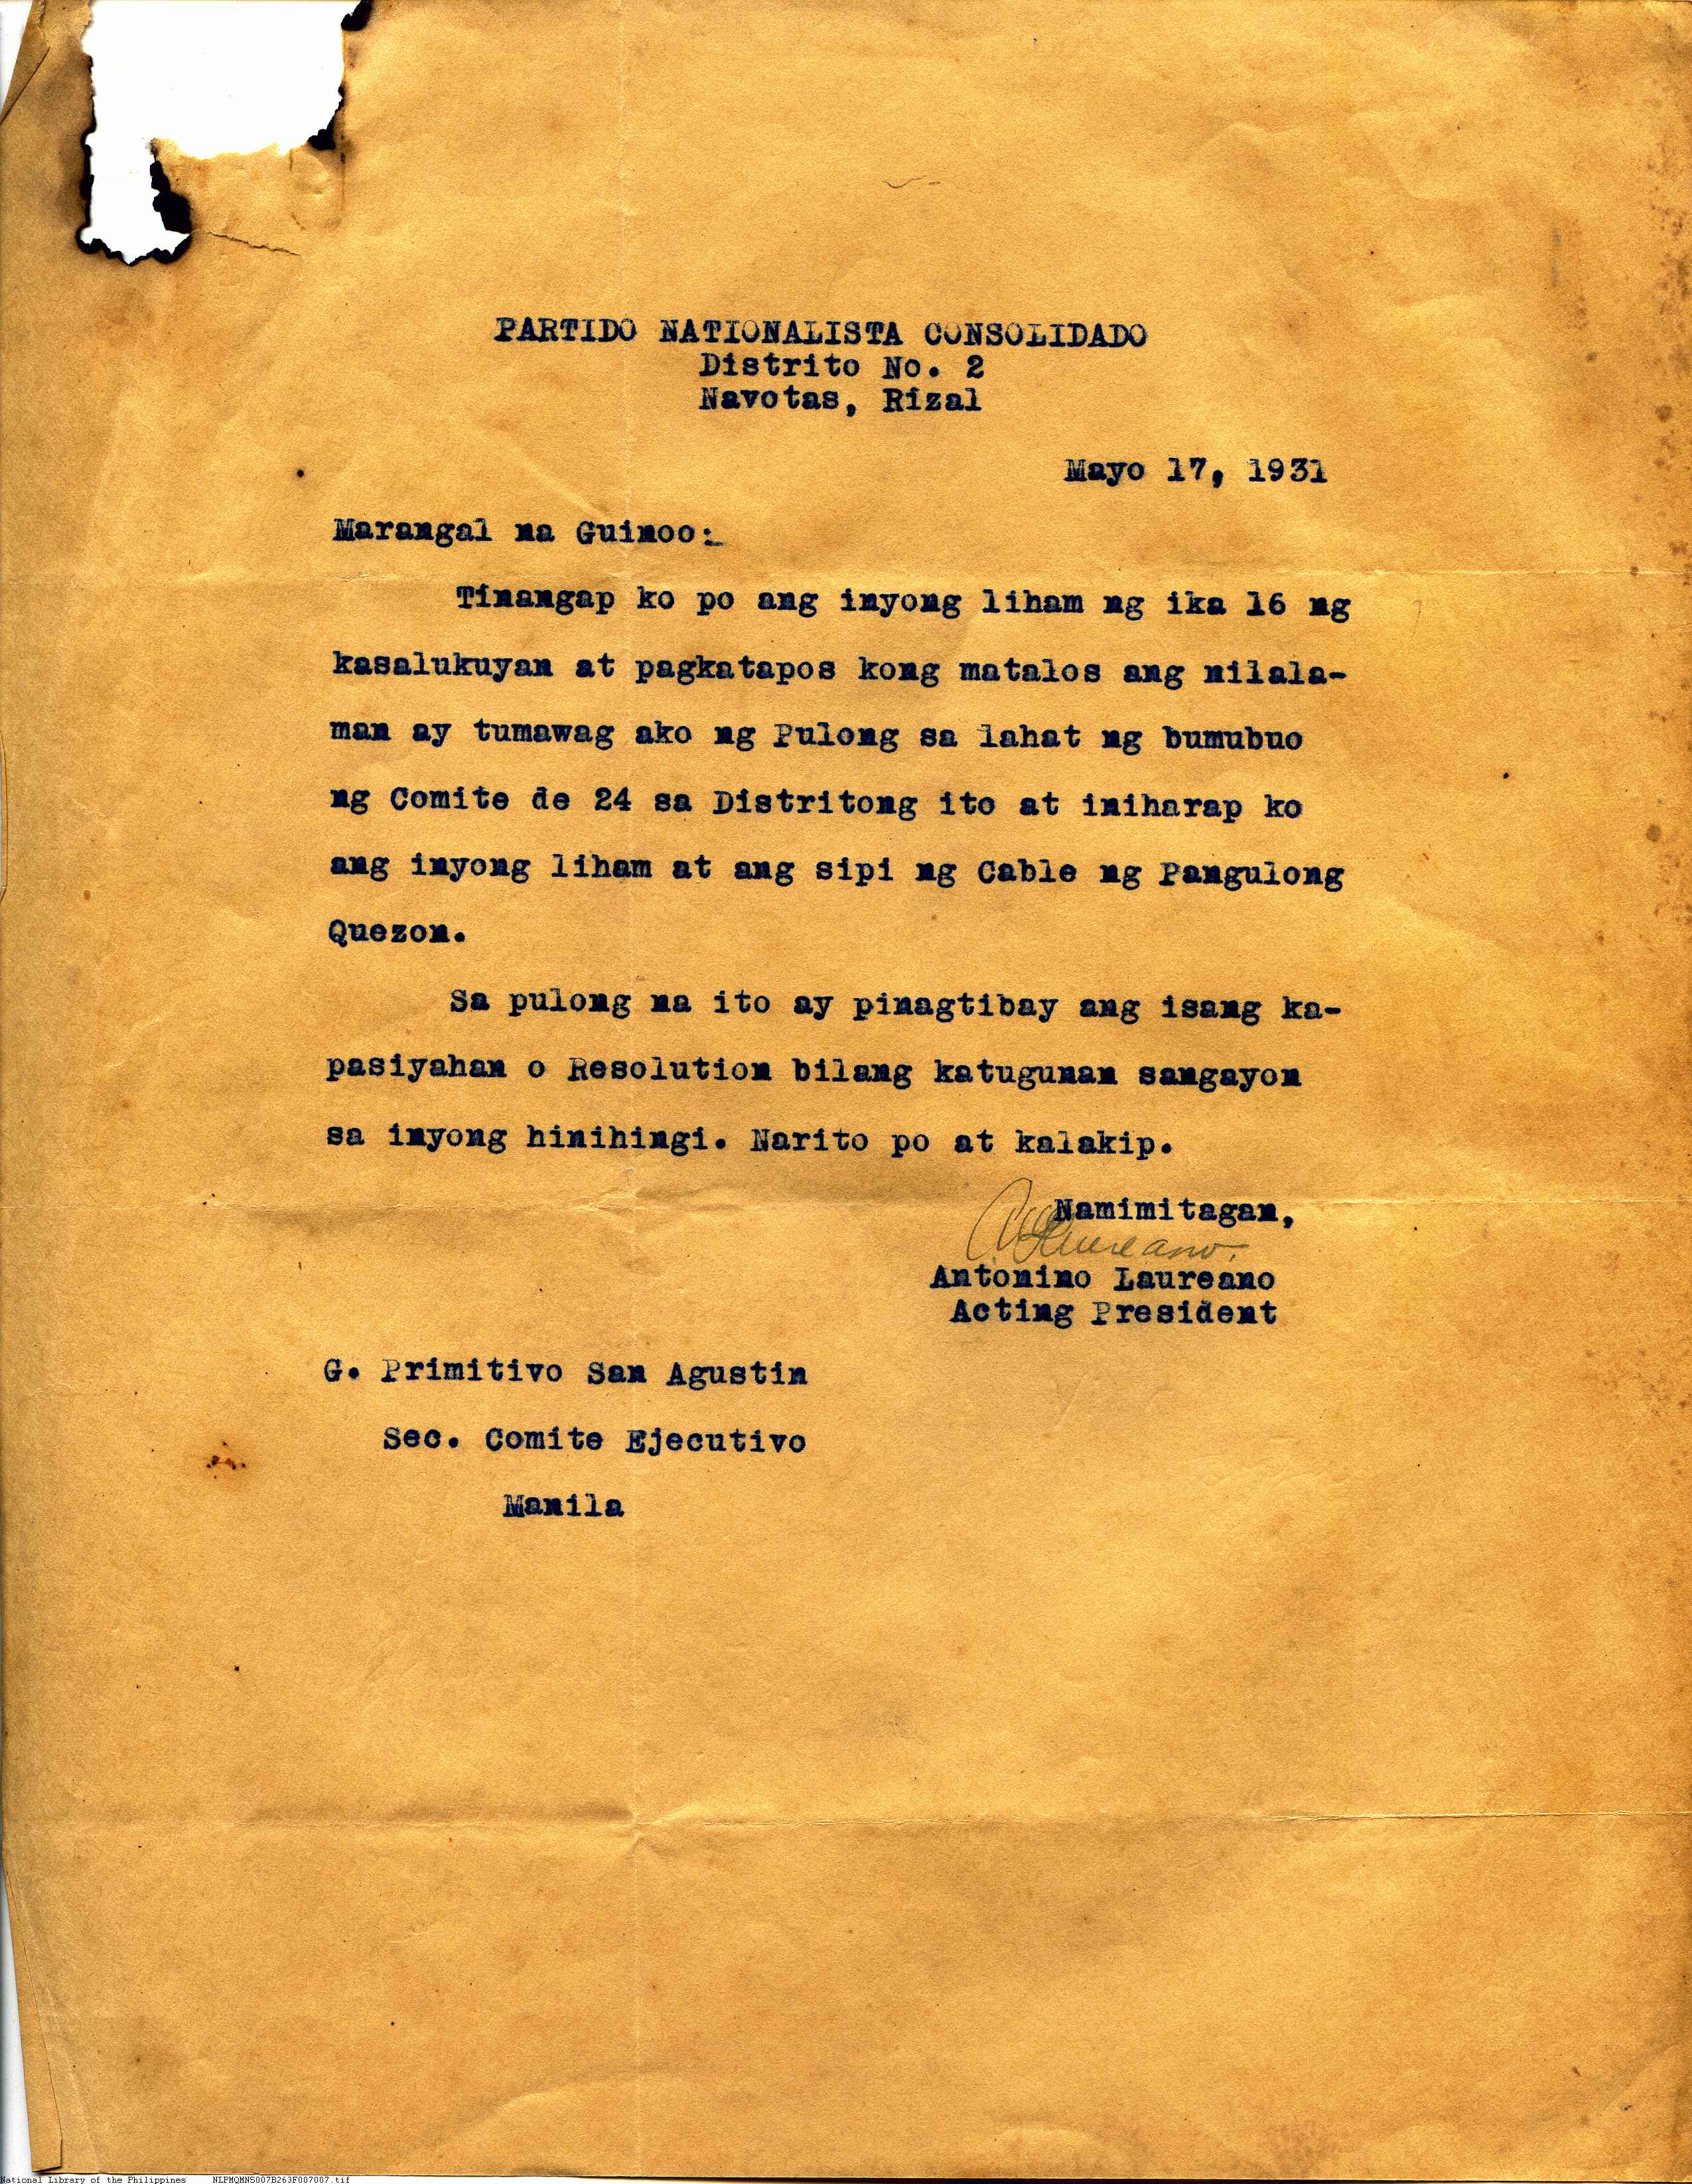 PARTIDO NATIONALISTA CONSOLIDADO
Distrito No. 2
Navotas, Rizal
Mayo 17, 1931
Marangal na Guinoo:_
Tinangap ko po ang inyong liham ng ika 16 ng
kasalukuyan at pagkatapos kong matalos ang nilala-
man ay tumawag ako ng Pulong sa lahat ng bumubuo
ng Comite de 24 sa Distritong ito at iniharap ko
ang inyong liham at ang sipi ng Cable ng Pangulong
Quezon.
Sa pulong na ito ay pinagtibay ang isang ka-
pasiyahan o Resolution bilang katugunan sangayon
sa inyong hinihingi. Narito po at kalakip.
Namimitagan,
Laureano.
Antonino Laureano
Acting President
G. Primitivo San Agustin
Sec. Comite Ejecutivo
Manila
National Library of the Philippines NLPMQMNS007B263F007007.tif